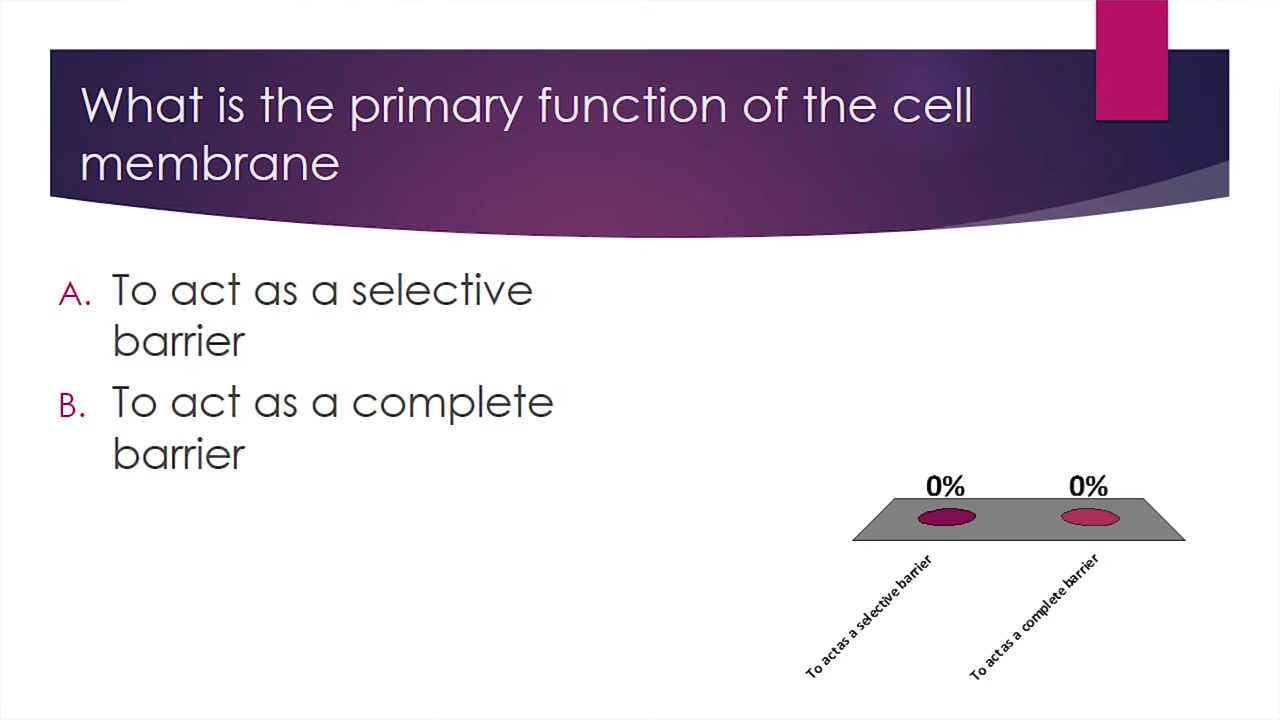 What is the primary function of the cell
membrane
A. To act as a selective
barrier
B. To act as a complete
barrier
0% 0%
To act as a selective barrier
To act as a complete barrier